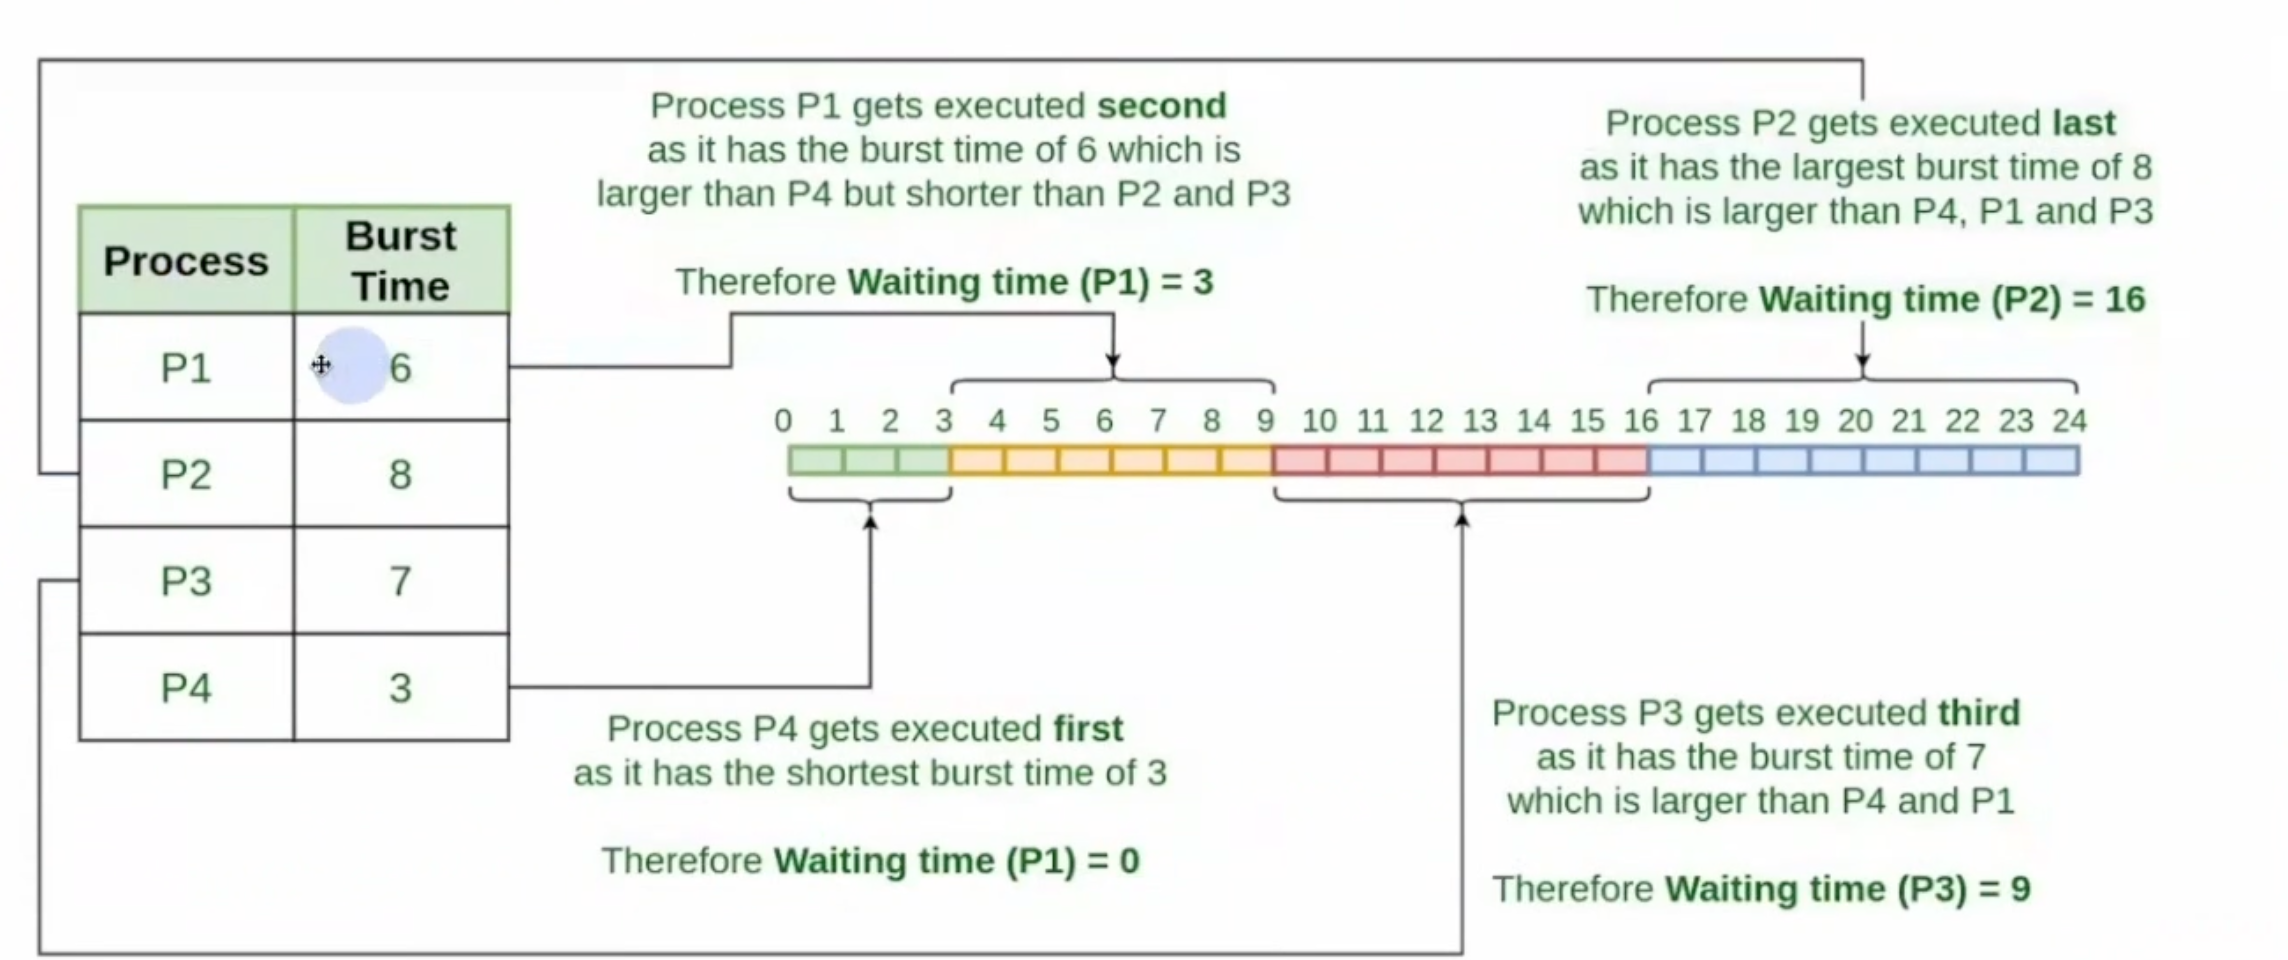 Process P1 gets executed second
as it has the burst time of 6 which is
larger than P4 but shorter than P2 and P3
Therefore Waiting time (P1) = 3
Process P2 gets executed last
as it has the largest burst time of 8
which is larger than P4, P1 and P3
Therefore Waiting time (P2) = 16
Process Burst Time
P1 6
P2 8
P3 7
P4 3
0 1 2 3 4 5 6 7 8 9 10 11 12 13 14 15 16 17 18 19 20 21 22 23 24
Process P4 gets executed first
as it has the shortest burst time of 3
Therefore Waiting time (P1) = 0
Process P3 gets executed third
as it has the burst time of 7
which is larger than P4 and P1
Therefore Waiting time (P3) = 9